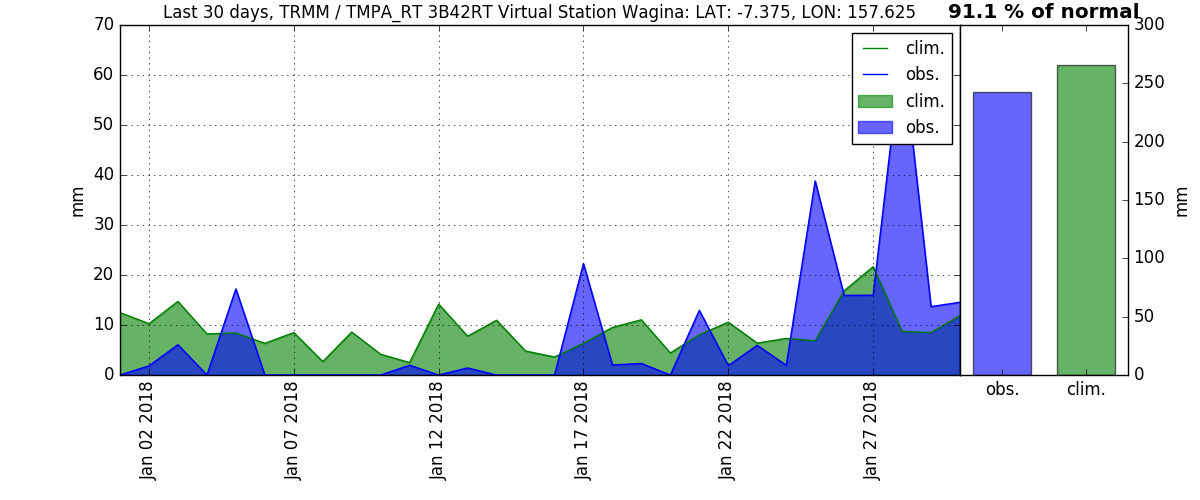 Last 30 days, TRMM / TMPA_RT 3B42RT Virtual Station Wagina: LAT: -7.375, LON: 157.625
91.1 % of normal
70
60
50
40
30
20
10
0
mm
clim.
obs.
clim.
obs.
Jan 02 2018
Jan 07 2018
Jan 12 2018
Jan 17 2018
Jan 22 2018
Jan 27 2018
obs.
clim.
300
250
200
150
100
50
0
mm